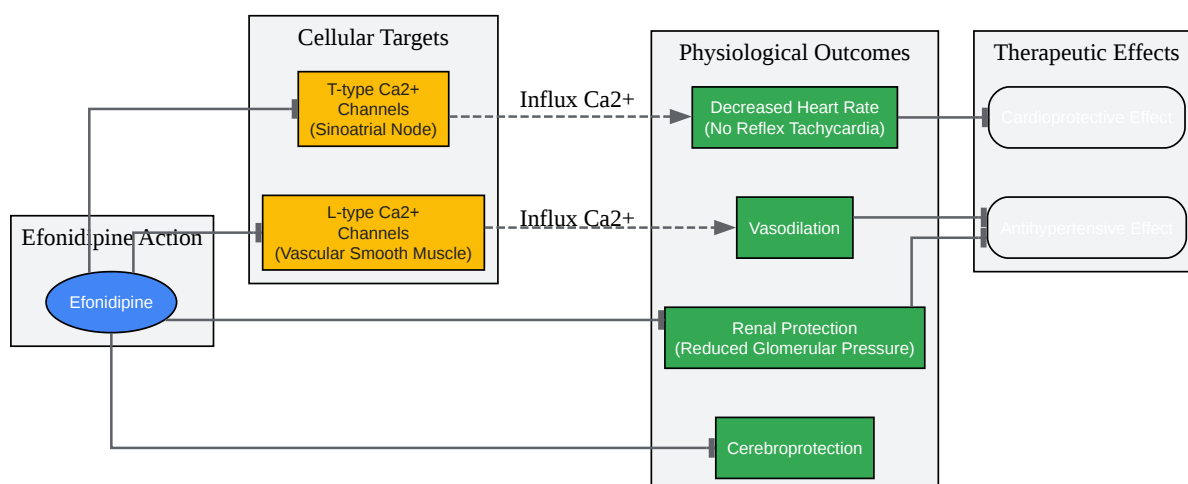 Efonidipine Action
Efonidipine
Cellular Targets
T-type Ca2+
Channels
(Sinoatrial Node)
L-type Ca2+
Channels
(Vascular Smooth Muscle)
Influx Ca2+
Influx Ca2+
Physiological Outcomes
Decreased Heart Rate
(No Reflex Tachycardia)
Vasodilation
Renal Protection
(Reduced Glomerular Pressure)
Cerebroprotection
Therapeutic Effects
Cardioprotective Effect
Antihypertensive Effect